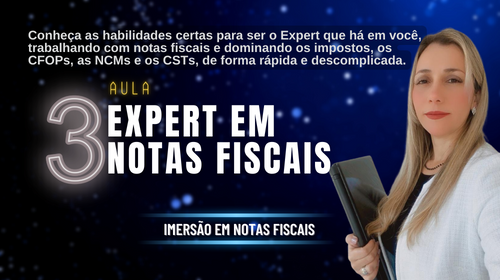 Conheça as habilidades certas para ser o Expert que há em você,
trabalhando com notas fiscais e dominando os impostos, os
CFOPs, as NCMs e os CSTs, de forma rápida e descomplicada.
AULA
3
EXPERT EM
NOTAS FISCAIS
IMERSÃO EM NOTAS FISCAIS